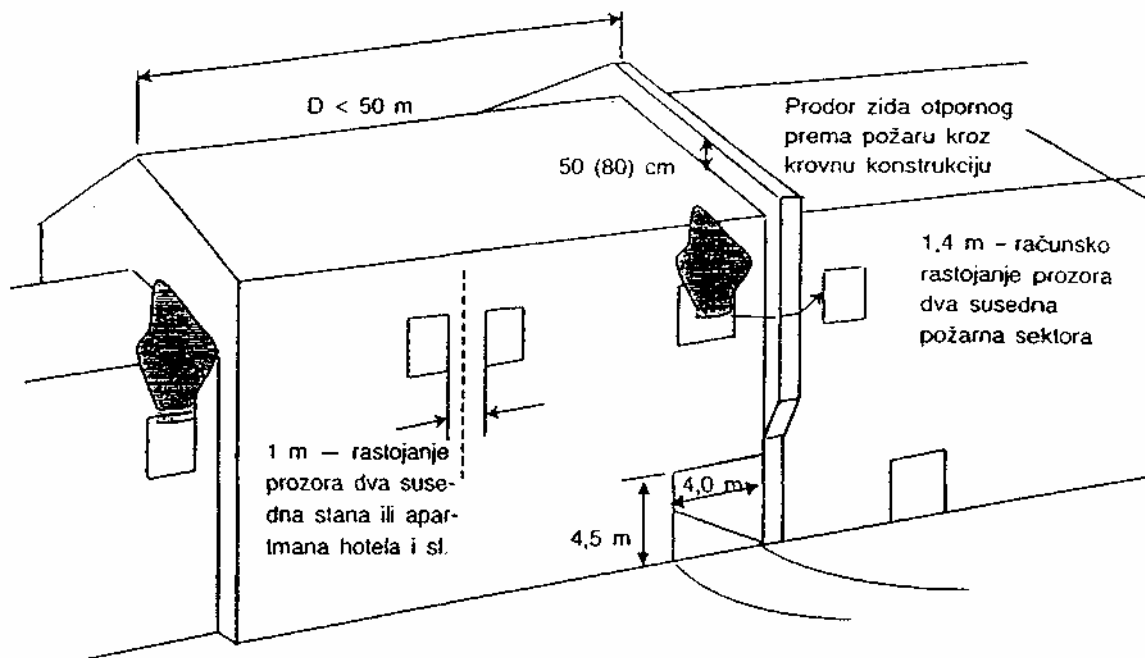 D < 50 m
50 (80) cm
Prodor zida otpornog
prema požaru kroz
krovnu konstrukciju
1,4 m – računsko
rastojanje prozora
dva susedna
požarna sektora
1 m — rastojanje
prozora dva suse-
dna stana ili apar-
tmana hotela i sl.
4,0 m
4,5 m